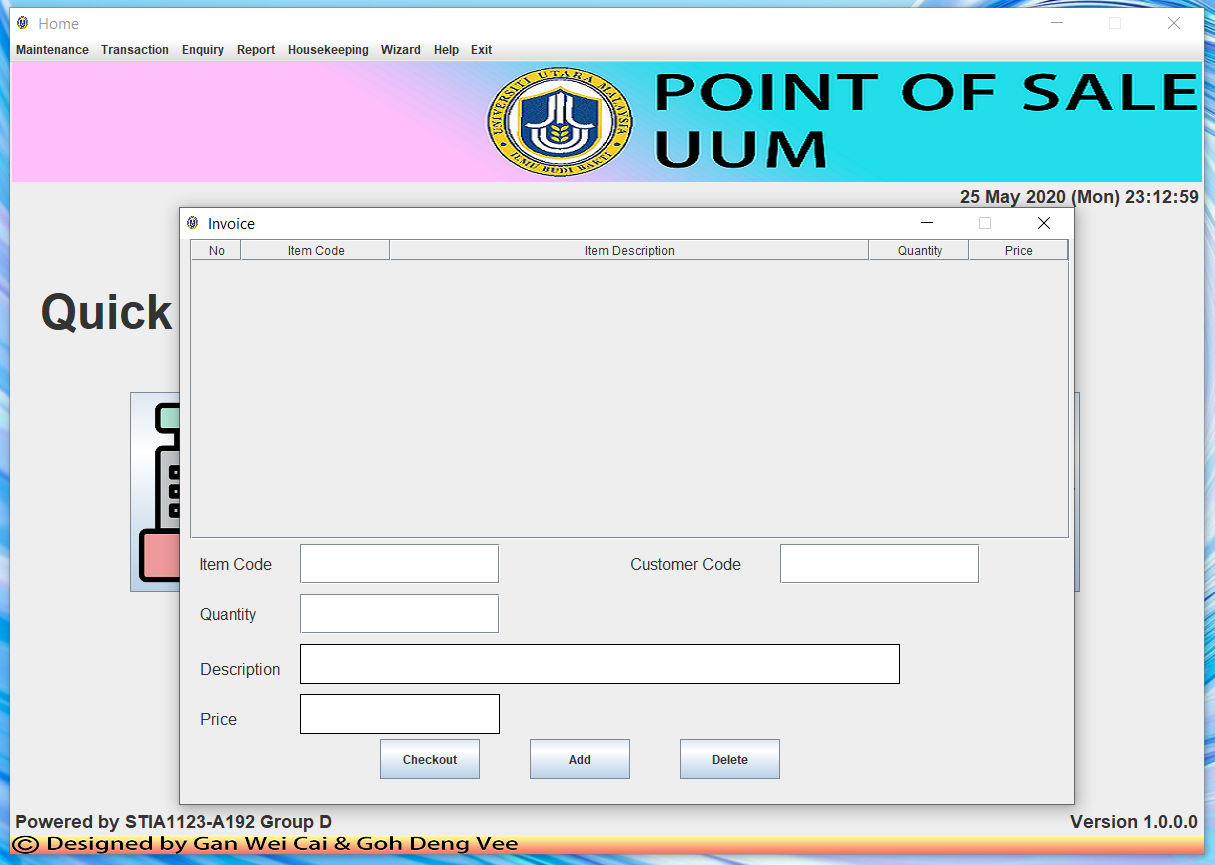 Home
Maintenance Transaction Enquiry Report Housekeeping Wizard Help Exit
UNIVERSITI UTARA MALAYSIA
ILMU BUDI BAKTI
POINT OF SALE
UUM
25 May 2020 (Mon) 23:12:59
Invoice
No Item Code Item Description Quantity Price
Quick
Item Code Customer Code
Quantity
Description
Price
Checkout Add Delete
Powered by STIA1123-A192 Group D Version 1.0.0.0
© Designed by Gan Wei Cai & Goh Deng Vee